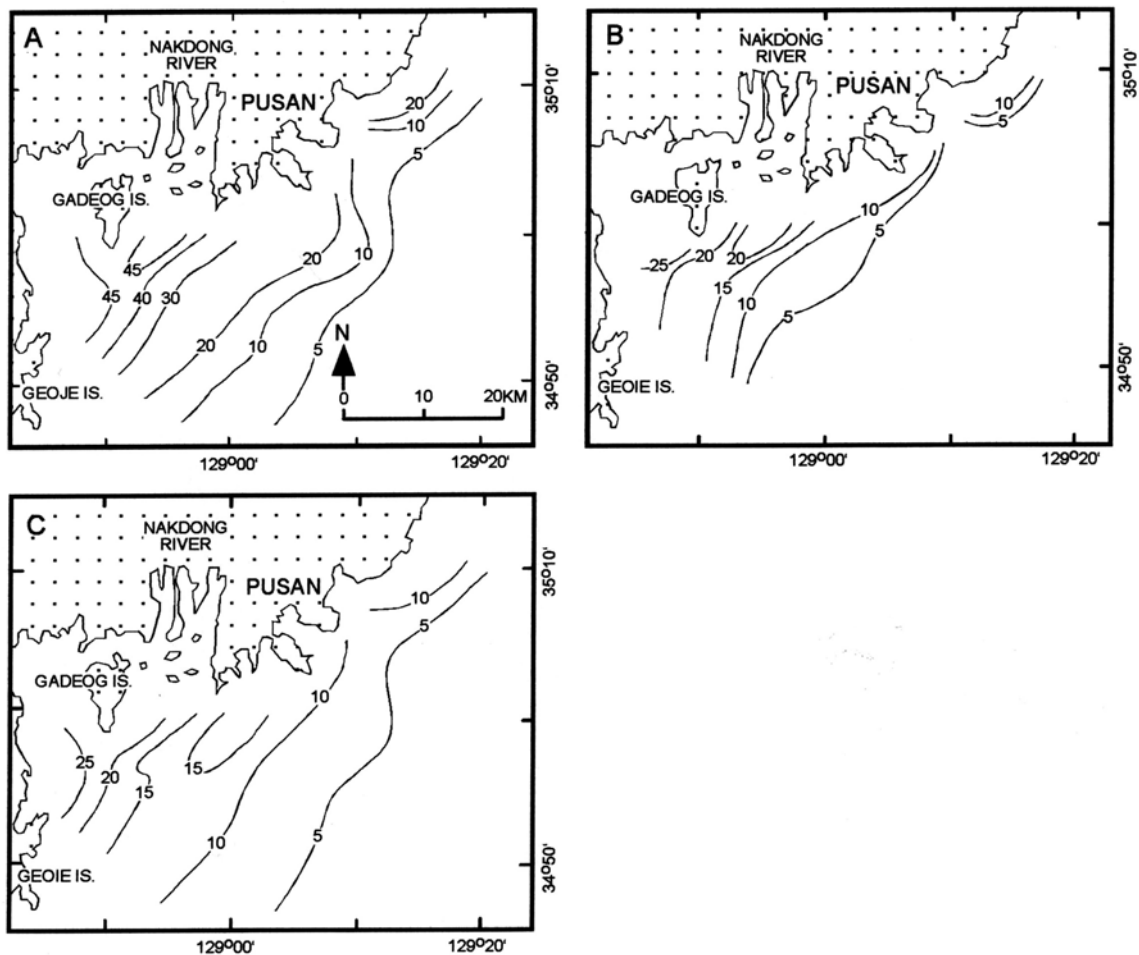 A
NAKDONG
RIVER
PUSAN
GADEOG IS.
GEOJE IS.
20
10
5
45
45
40
30
20
10
20
10
5
N
0 10 20KM
35°10'
34°50'
129°00'
129°20'
B
NAKDONG
RIVER
PUSAN
GADEOG IS.
GEOIE IS.
10
5
10
5
25
20
20
15
10
5
35°10'
34°50'
129°00'
129°20'
C
NAKDONG
RIVER
PUSAN
GADEOG IS.
GEOIE IS.
10
5
10
25
20
15
15
10
5
35°10'
34°50'
129°00'
129°20'